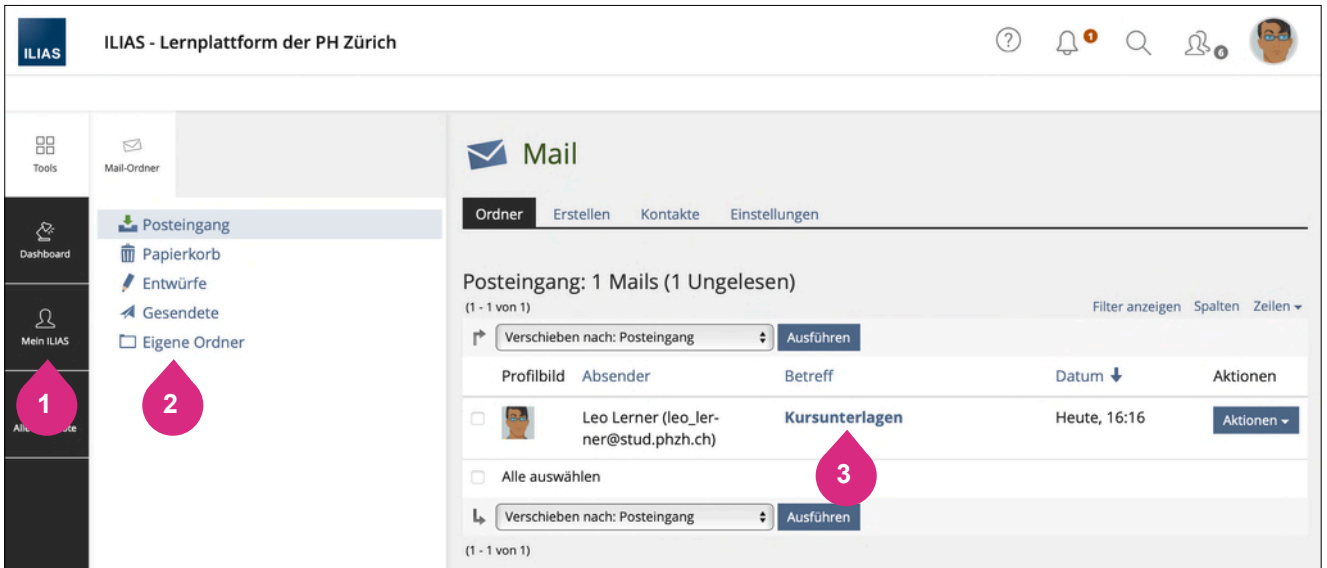 ILIAS
ILIAS - Lernplattform der PH Zürich
?
1
6
Tools
Mail-Ordner
Dashboard
Mein ILIAS
1
Posteingang
Papierkorb
Entwürfe
Gesendete
Eigene Ordner
2
Mail
Ordner Erstellen Kontakte Einstellungen
Posteingang: 1 Mails (1 Ungelesen)
(1 - 1 von 1)
Filter anzeigen Spalten Zeilen
Verschieben nach: Posteingang Ausführen
Profilbild Absender Betreff Datum Aktionen
Leo Lerner (leo_ler- Kursunterlagen Heute, 16:16 Aktionen
ner@stud.phzh.ch)
3
Alle auswählen
Verschieben nach: Posteingang Ausführen
(1 - 1 von 1)